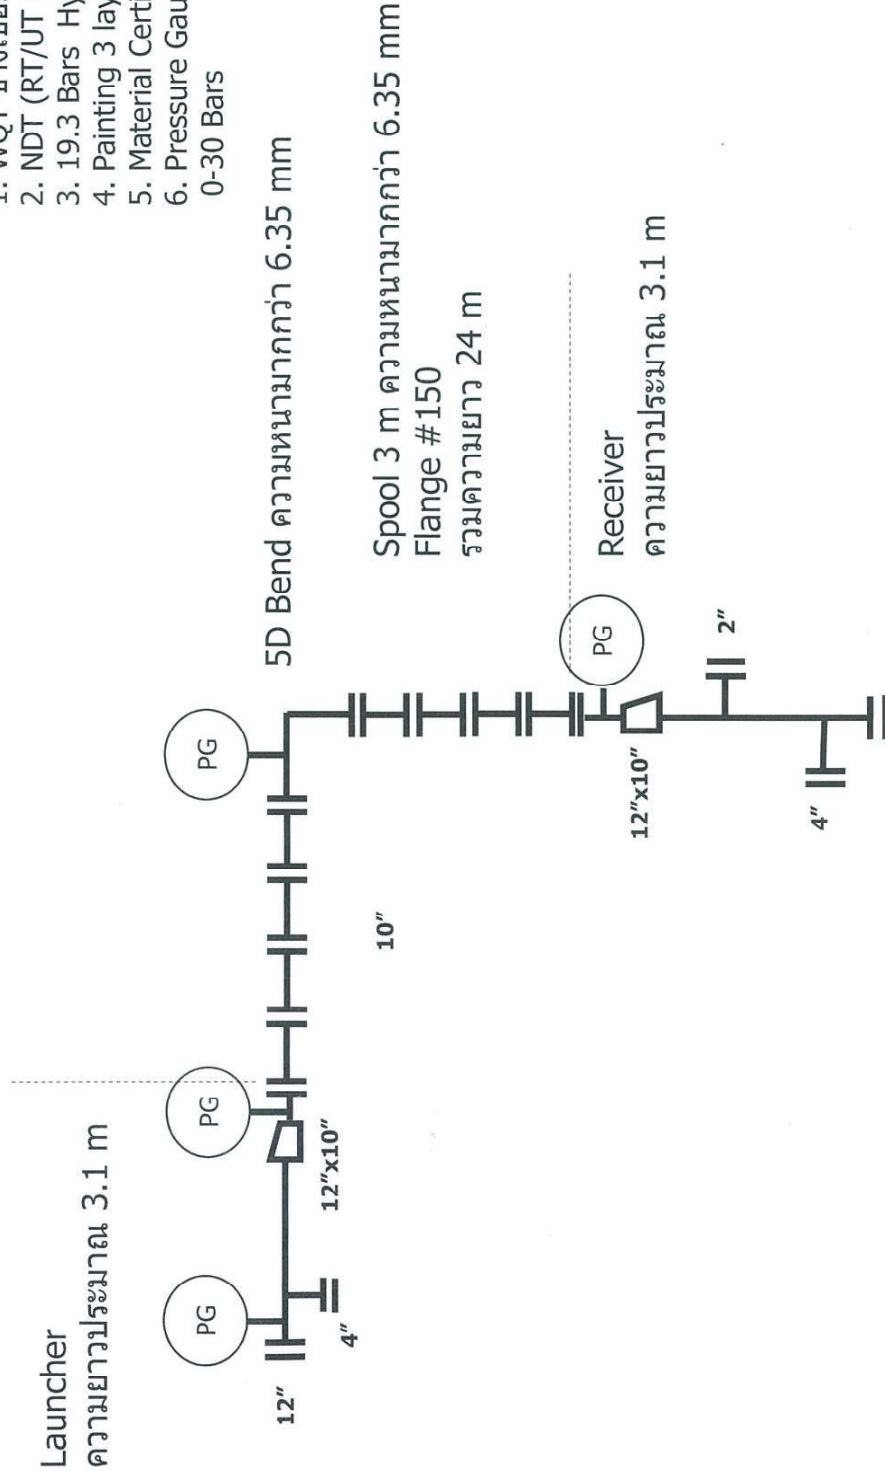 Launcher
ความยาวประมาณ 3.1 m
2. NDT (RT/UT
3. 19.3 Bars Hy
4. Painting 3 lay
5. Material Certi
6. Pressure Gau
0-30 Bars
PG
PG
PG
5D Bend ความหนามากกว่า 6.35 mm
12"
4"
12"x10"
10"
Spool 3 m ความหนามากกว่า 6.35 mm
Flange #150
รวมความยาว 24 m
PG
Receiver
ความยาวประมาณ 3.1 m
12"x10"
2"
4"